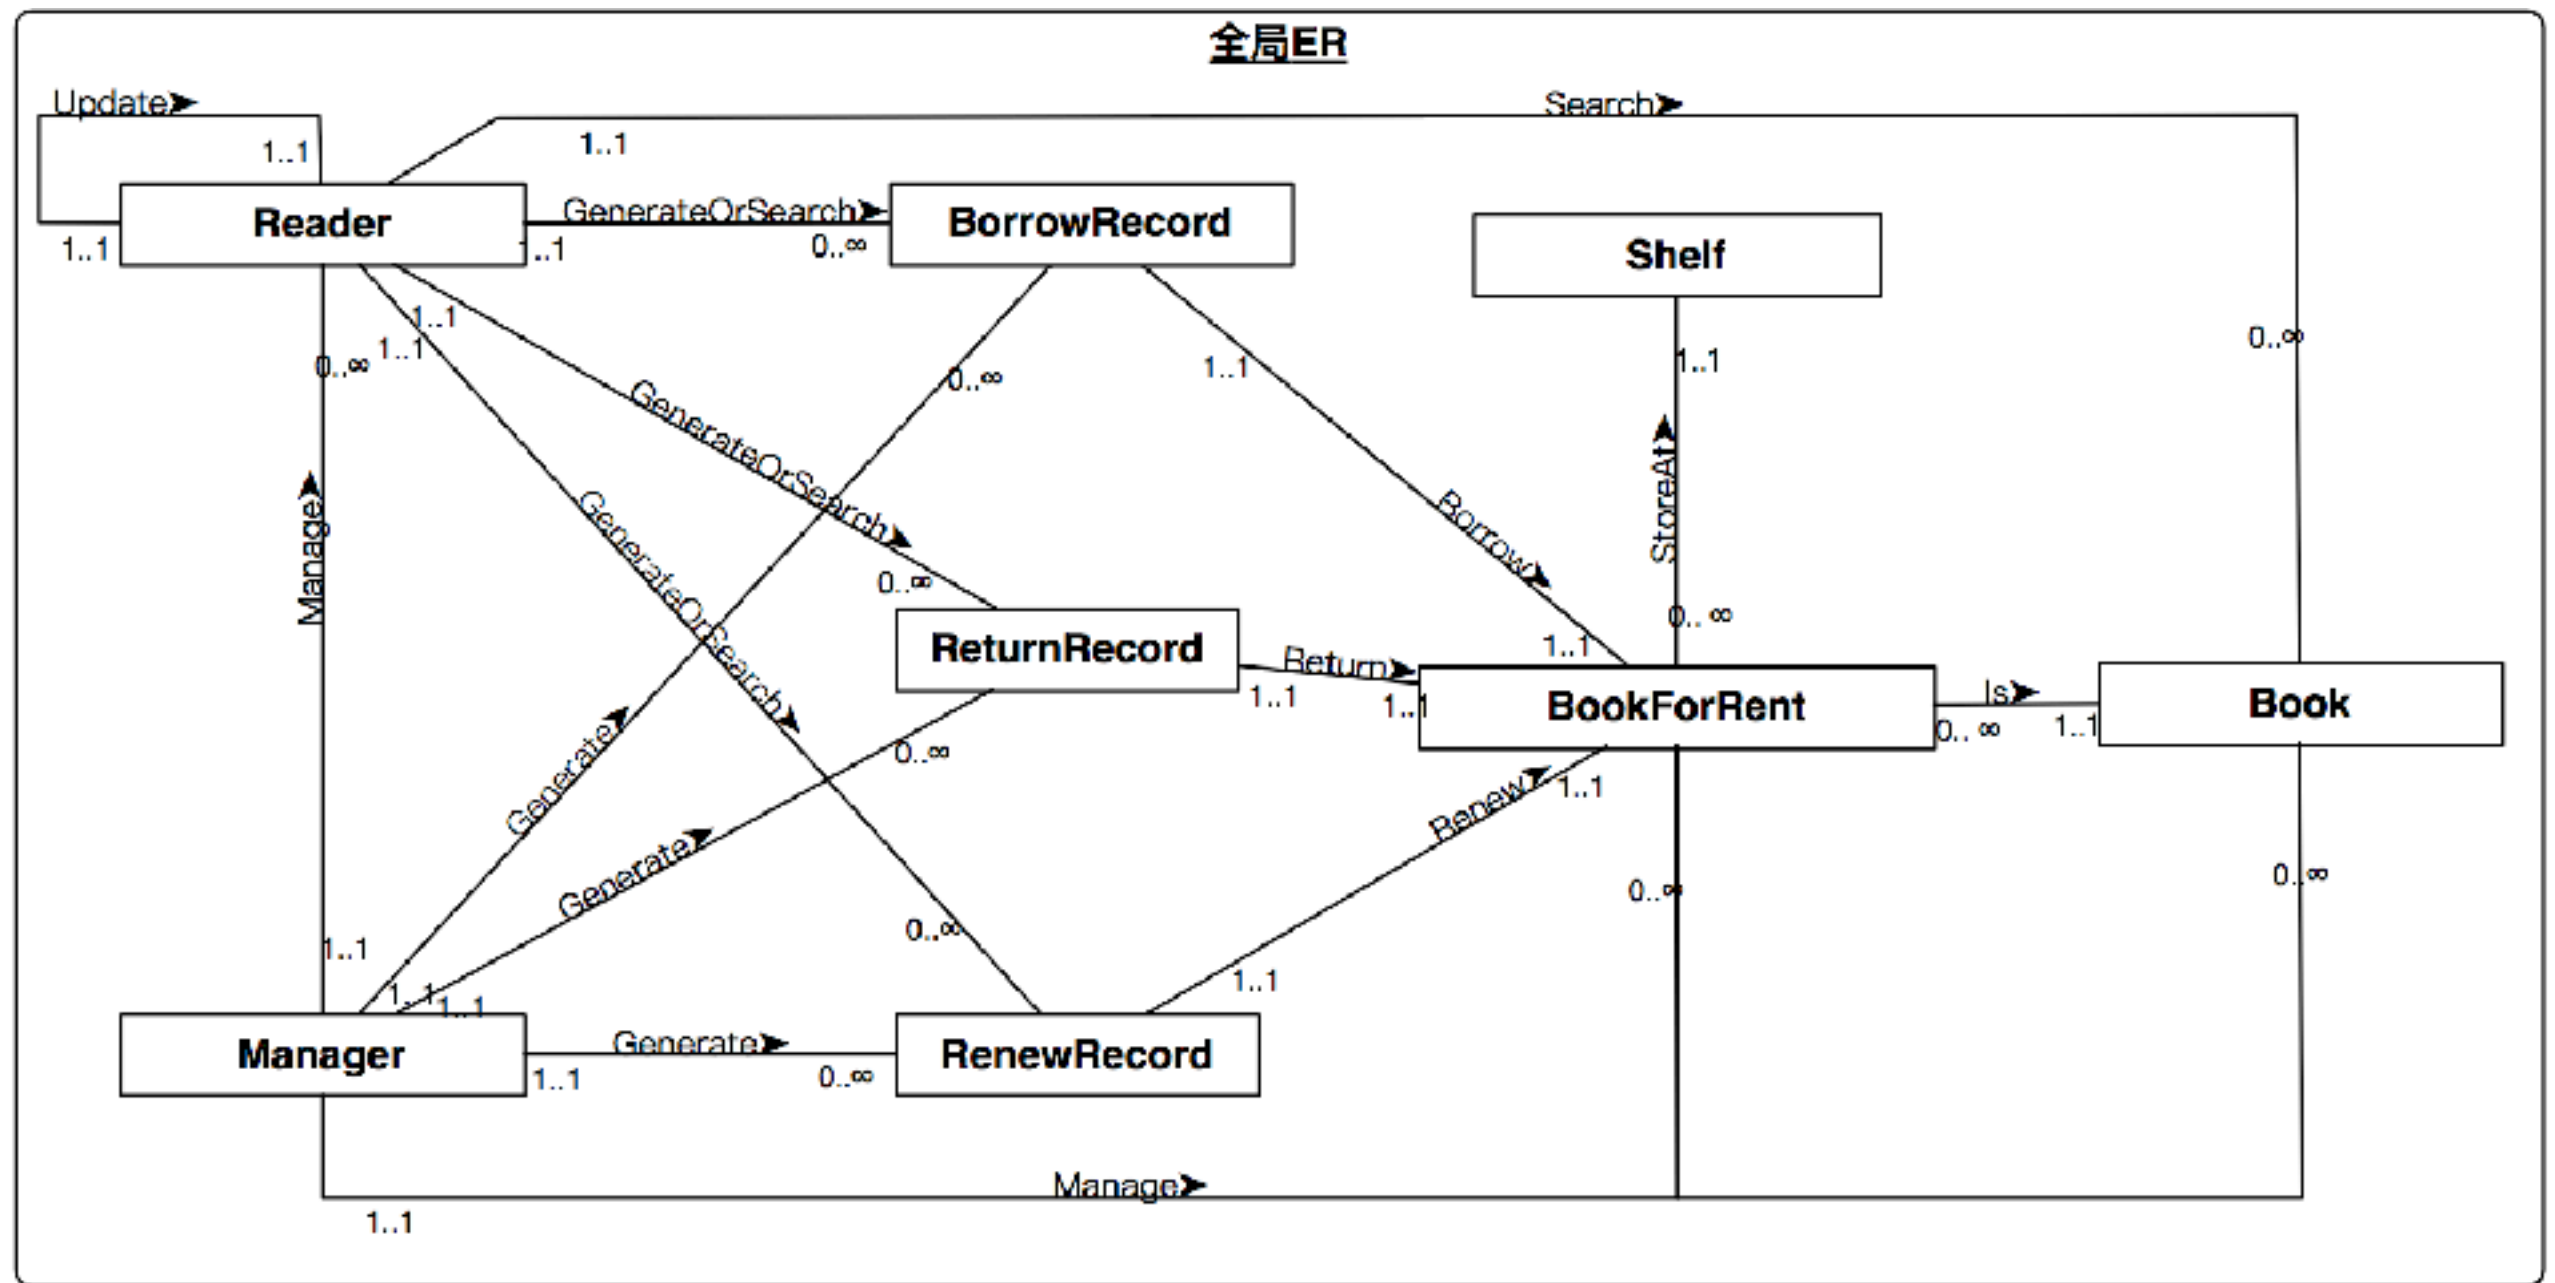 全局ER
Update
Search
1..1
1..1
Reader
GenerateOrSearch
BorrowRecord
Shelf
1..1
1..1
0..∞
1..1
1..1
0..∞
0..∞
1..1
1..1
0..∞
GenerateOrSearch
StoreAt
Manage
GenerateOrSearch
Borrow
0..∞
0..∞
ReturnRecord
Return
1..1
1..1
1..1
BookForRent
Is
Book
0..∞
1..1
Generate
0..∞
Renew
1..1
Generate
0..∞
0..∞
0..∞
1..1
1..1
1..1
1..1
Manager
Generate
RenewRecord
1..1
0..∞
Manage
1..1